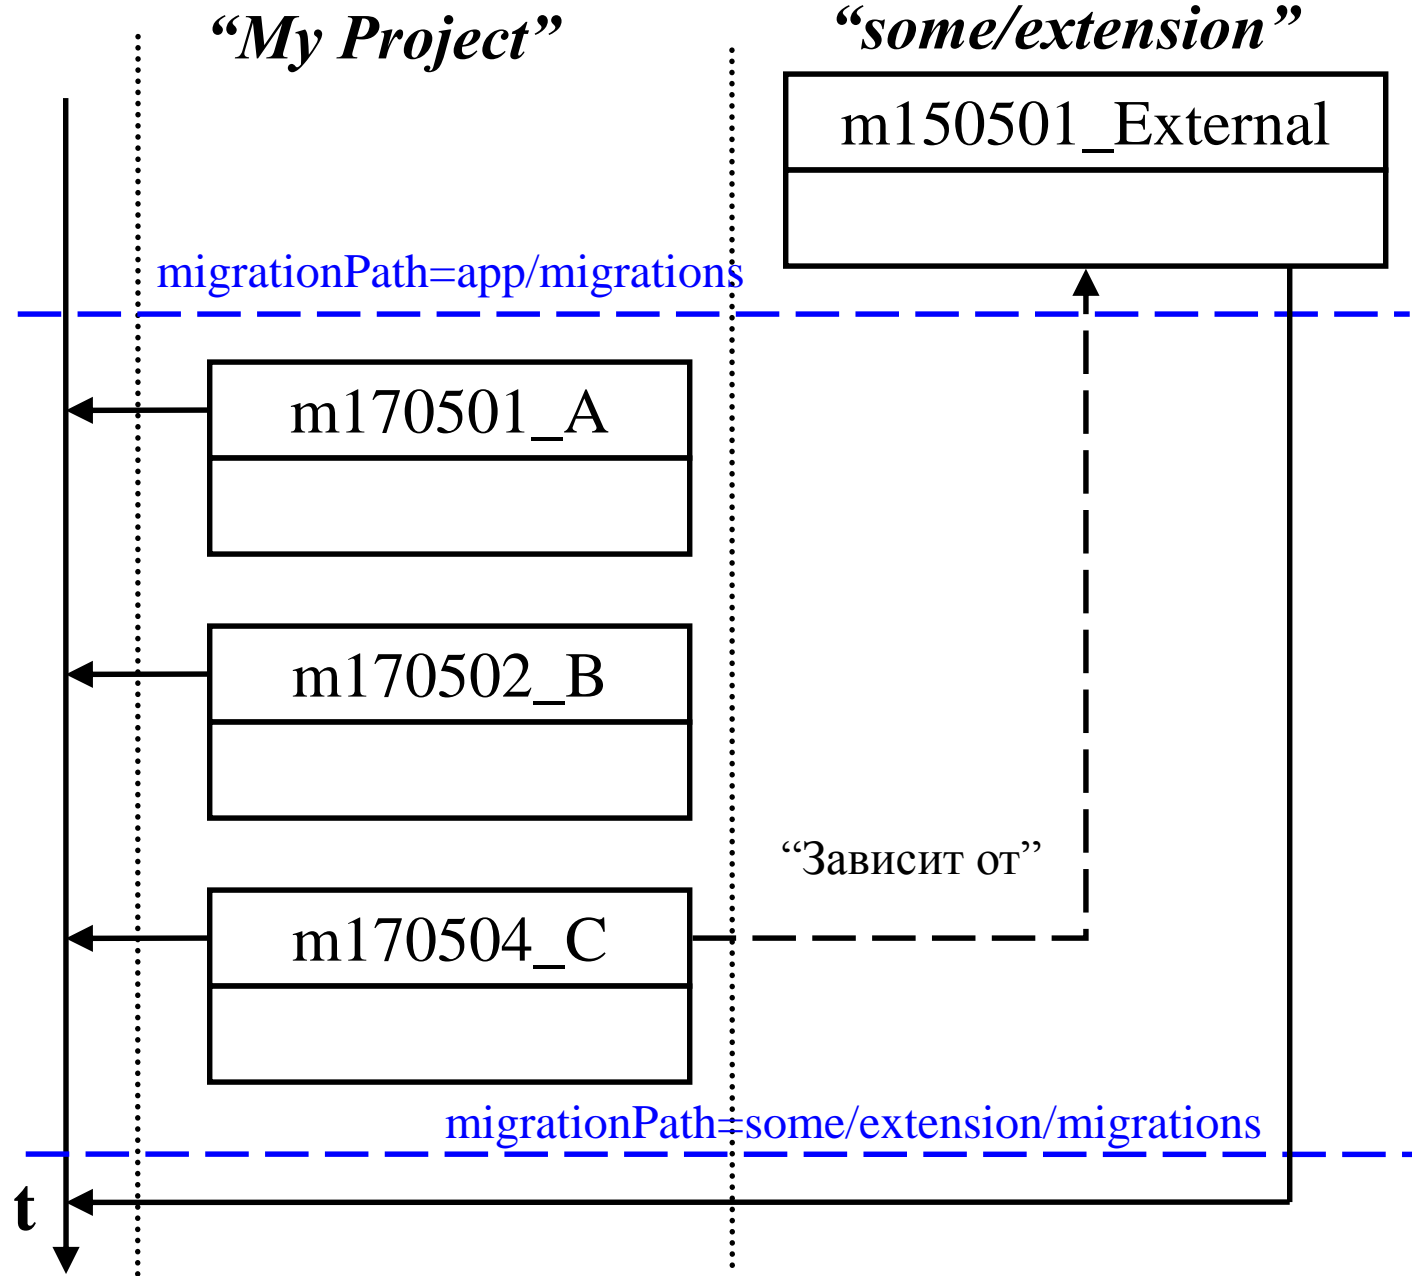 “My Project”
“some/extension”
m150501_External
migrationPath=app/migrations
m170501_A
m170502_B
“Зависит от”
m170504_C
migrationPath=some/extension/migrations
t